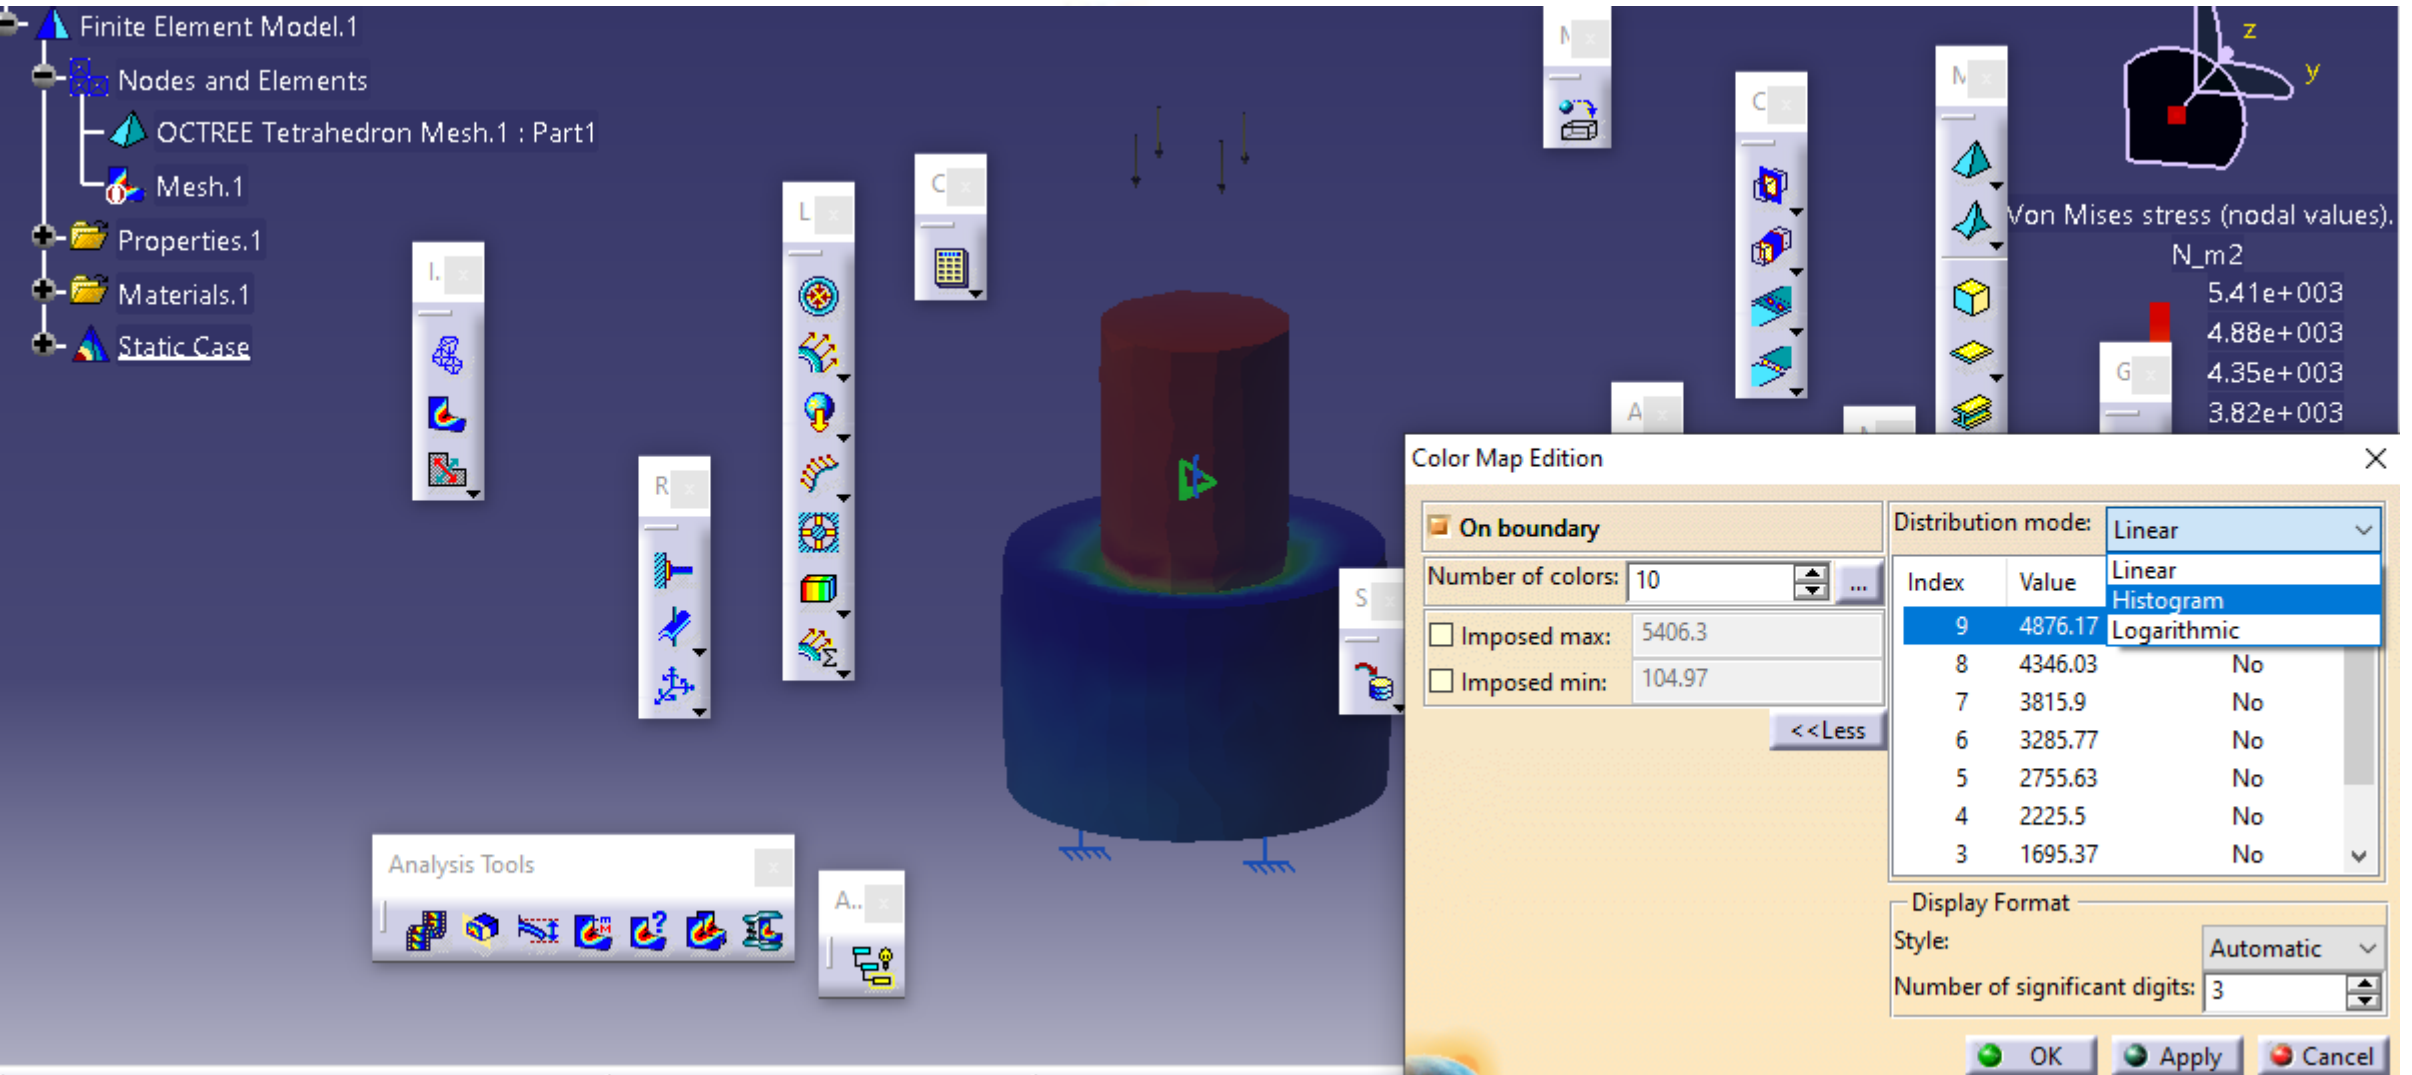 Finite Element Model.1
Nodes and Elements
OCTREE Tetrahedron Mesh.1 : Part1
Mesh.1
Properties.1
Materials.1
Static Case
I.
R
L
C
N
C
M
A
G
S
z
y
Von Mises stress (nodal values).
N_m2
5.41e+003
4.88e+003
4.35e+003
3.82e+003
Analysis Tools
A..
Color Map Edition
On boundary
Number of colors: 10 ...
Imposed max: 5406.3
Imposed min: 104.97
<<Less
Distribution mode: Linear
Linear
Histogram
Logarithmic
Index Value
9 4876.17
8 4346.03 No
7 3815.9 No
6 3285.77 No
5 2755.63 No
4 2225.5 No
3 1695.37 No
Display Format
Style: Automatic
Number of significant digits: 3
OK Apply Cancel